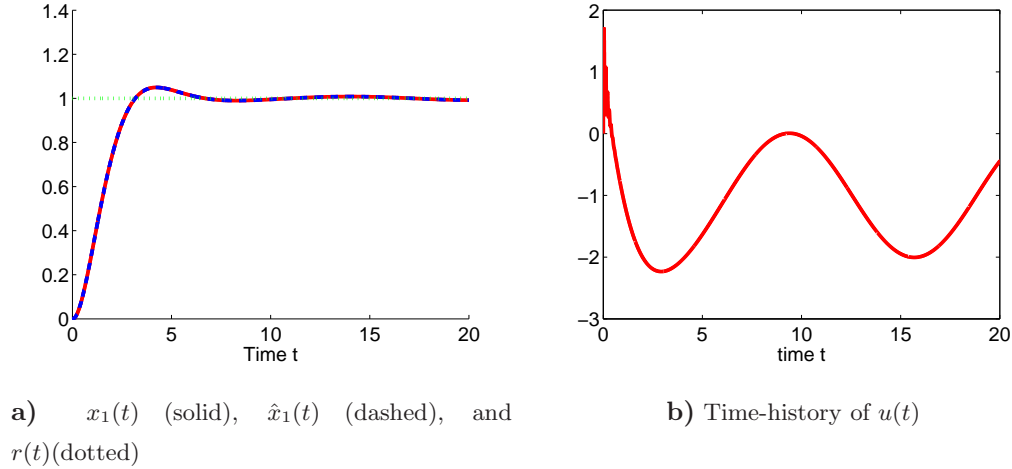 1.4
1.2
1
0.8
0.6
0.4
0.2
0
0 5 10 15 20
Time t
2
1
0
−1
−2
−3
0 5 10 15 20
time t
a) x₁(t) (solid), x̂₁(t) (dashed), and
r(t)(dotted)
b) Time-history of u(t)